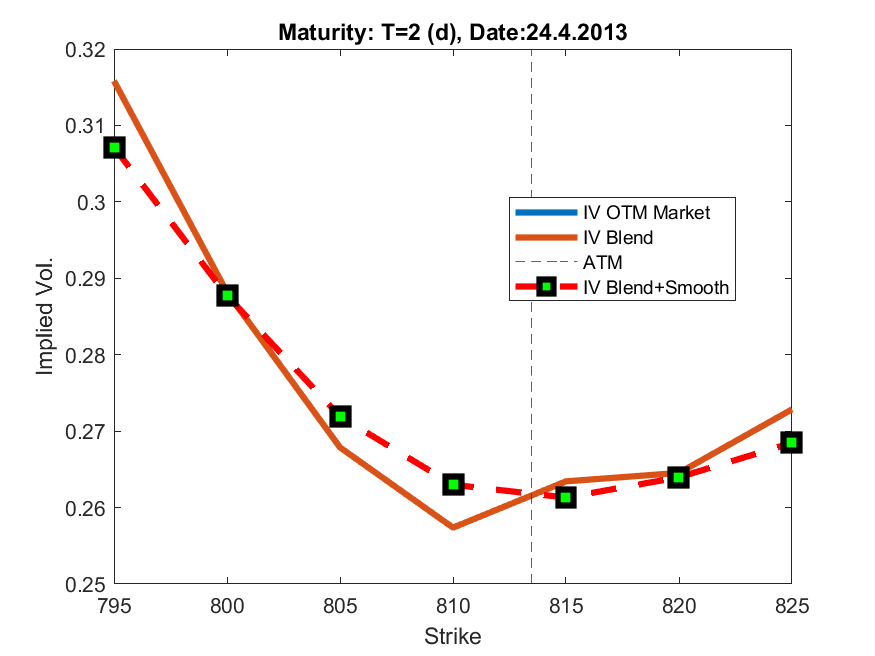 Maturity: T=2 (d), Date:24.4.2013
0.32
0.31
0.3
0.29
0.28
0.27
0.26
0.25
Implied Vol.
IV OTM Market
IV Blend
ATM
IV Blend+Smooth
795 800 805 810 815 820 825
Strike